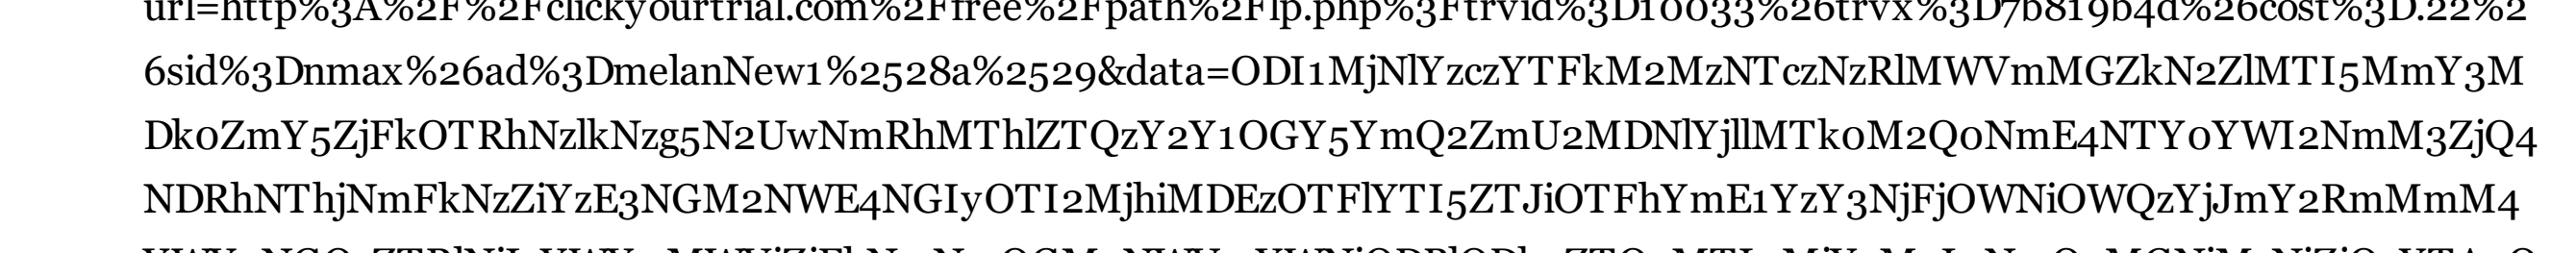 url=http%3A%2F%2Fclickyourtrial.com%2Ffree%2Fpath%2Flp.php%3Ftrvid%3D10033%26trvx%3D7b819b4d%26cost%3D.22%2
6sid%3Dnmax%26ad%3DmelanNew1%2528a%2529&data=ODI1MjNlYzczYTFkM2MzNTczNzRlMWVmMGZkN2ZlMTI5MmY3M
Dk0ZmY5ZjFkOTRhNzlkNzg5N2UwNmRhMThlZTQzY2Y1OGY5YmQ2ZmU2MDNlYjllMTk0M2Q0NmE4NTY0YWI2NmM3ZjQ4
NDRhNThjNmFkNzZiYzE3NGM2NWE4NGIyOTI2MjhiMDEzOTFlYTI5ZTJiOTFhYmE1YzY3NjFjOWNiOWQzYjJmY2RmMmM4